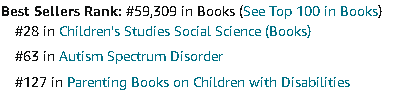 Best Sellers Rank: #59,309 in Books (See Top 100 in Books)
#28 in Children's Studies Social Science (Books)
#63 in Autism Spectrum Disorder
#127 in Parenting Books on Children with Disabilities